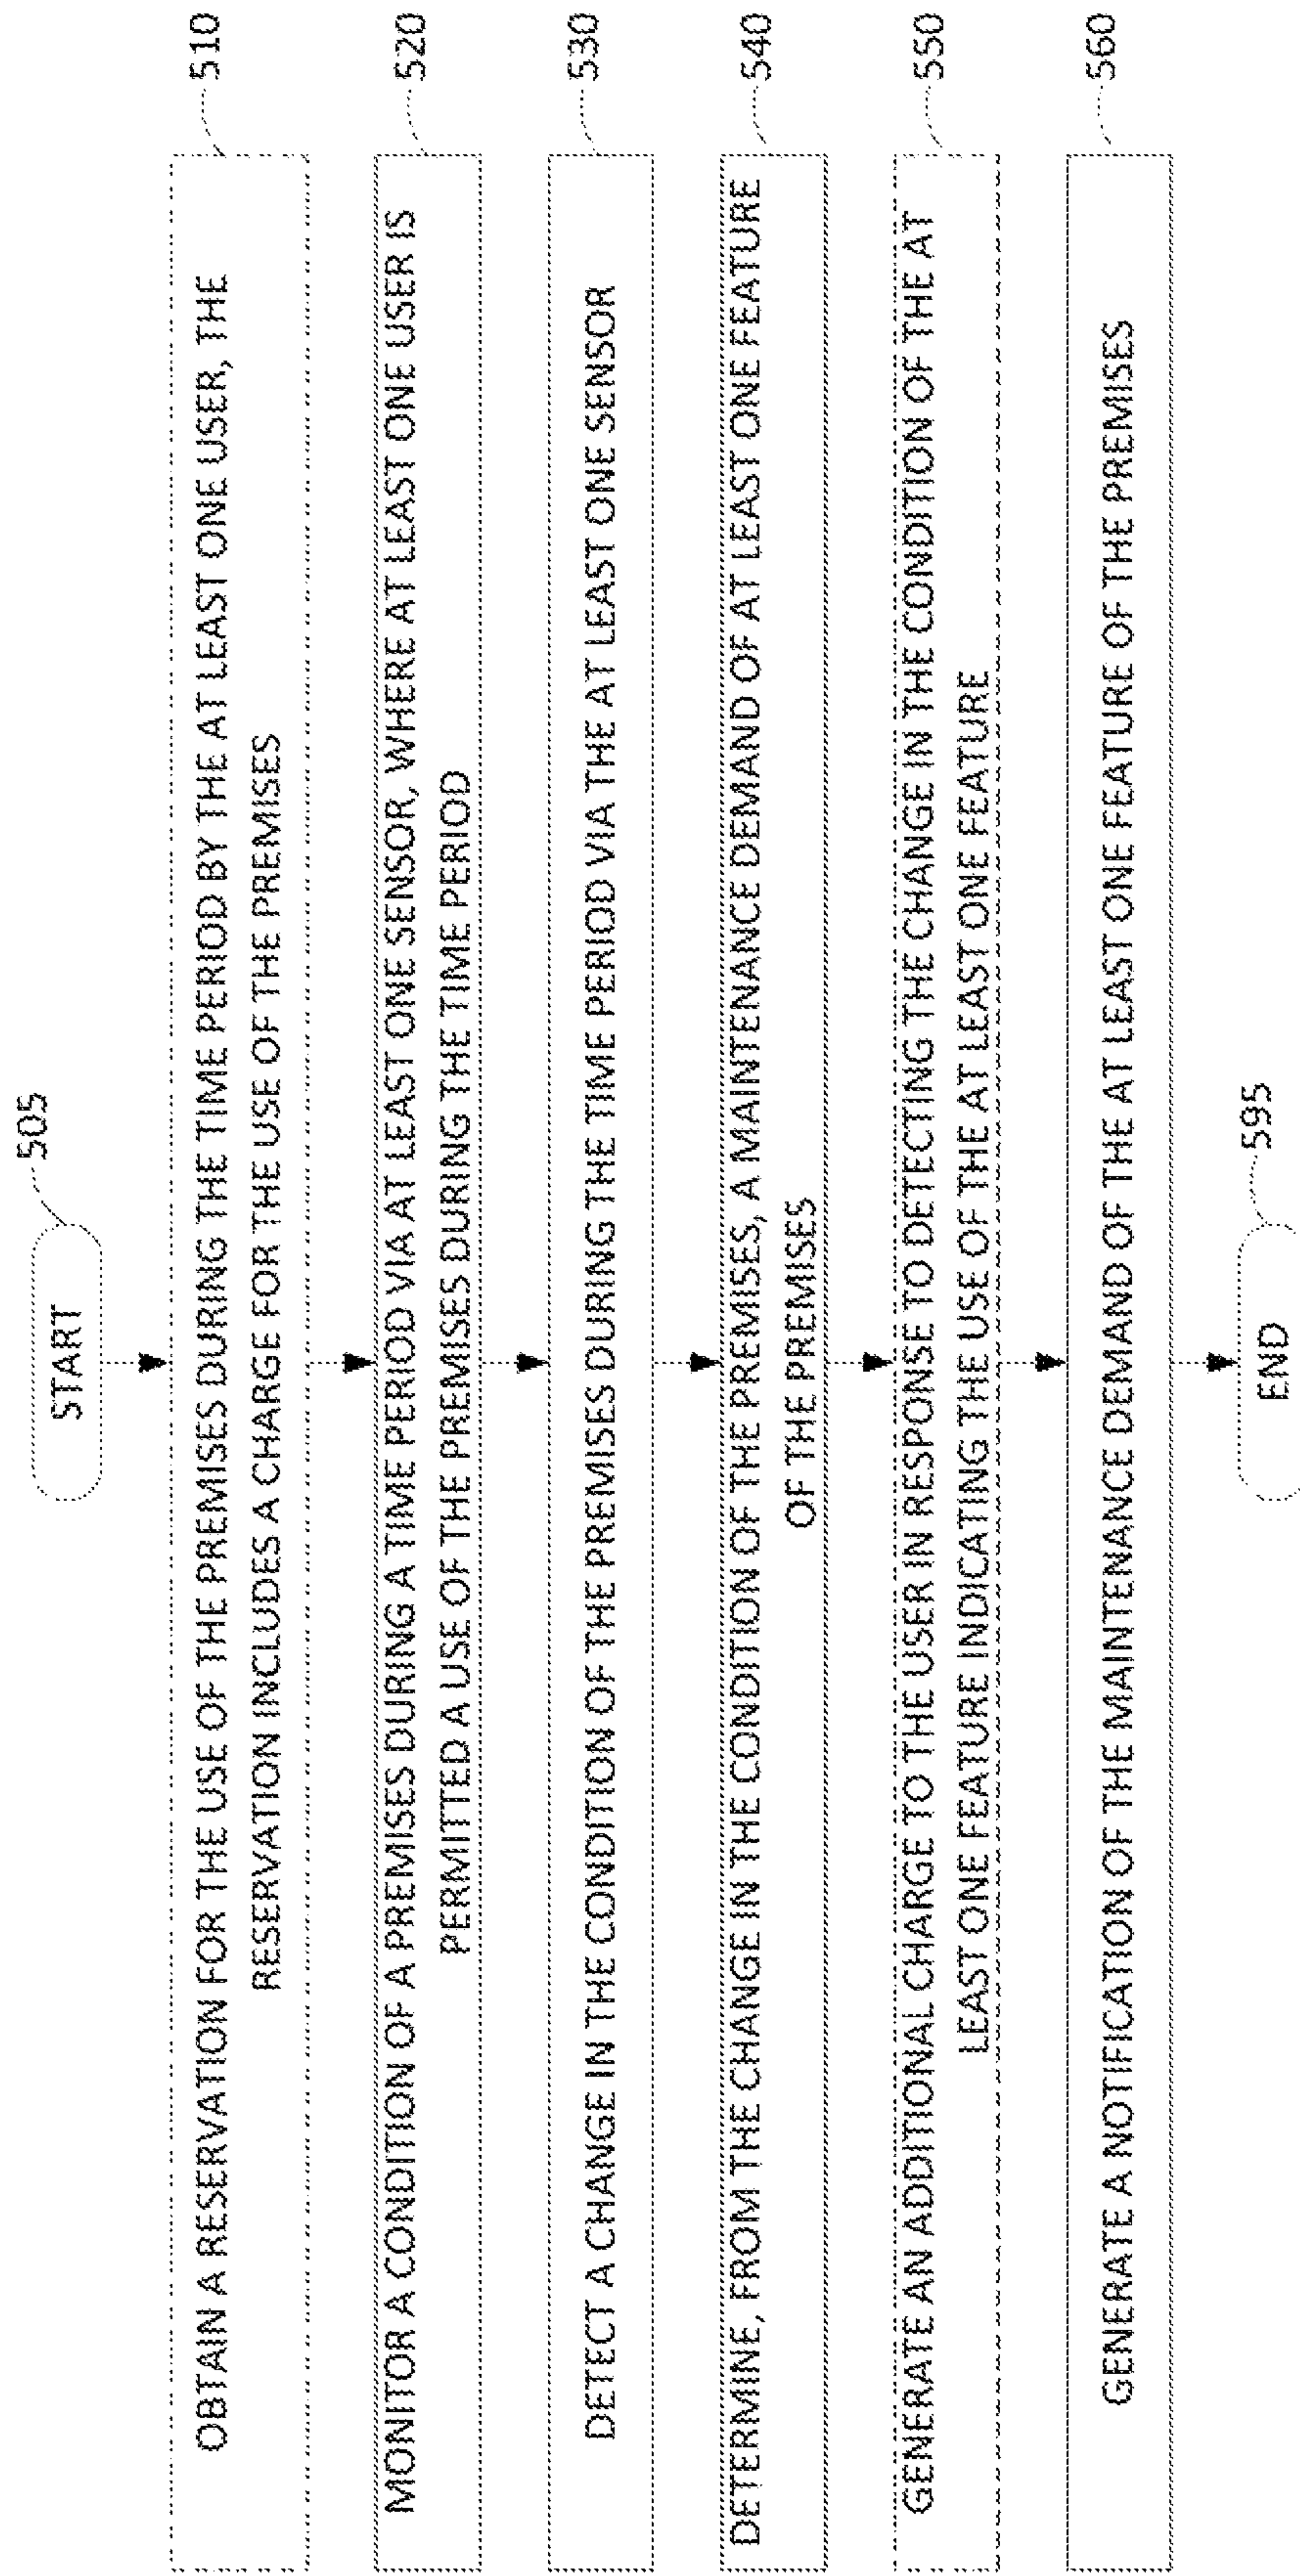 505
START
510
OBTAIN A RESERVATION FOR THE USE OF THE PREMISES DURING THE TIME PERIOD BY THE AT LEAST ONE USER, THE
RESERVATION INCLUDES A CHARGE FOR THE USE OF THE PREMISES
520
MONITOR A CONDITION OF A PREMISES DURING A TIME PERIOD VIA AT LEAST ONE SENSOR, WHERE AT LEAST ONE USER IS
PERMITTED A USE OF THE PREMISES DURING THE TIME PERIOD
530
DETECT A CHANGE IN THE CONDITION OF THE PREMISES DURING THE TIME PERIOD VIA THE AT LEAST ONE SENSOR
540
DETERMINE, FROM THE CHANGE IN THE CONDITION OF THE PREMISES, A MAINTENANCE DEMAND OF AT LEAST ONE FEATURE
OF THE PREMISES
550
GENERATE AN ADDITIONAL CHARGE TO THE USER IN RESPONSE TO DETECTING THE CHANGE IN THE CONDITION OF THE AT
LEAST ONE FEATURE INDICATING THE USE OF THE AT LEAST ONE FEATURE
560
GENERATE A NOTIFICATION OF THE MAINTENANCE DEMAND OF THE AT LEAST ONE FEATURE OF THE PREMISES
595
END